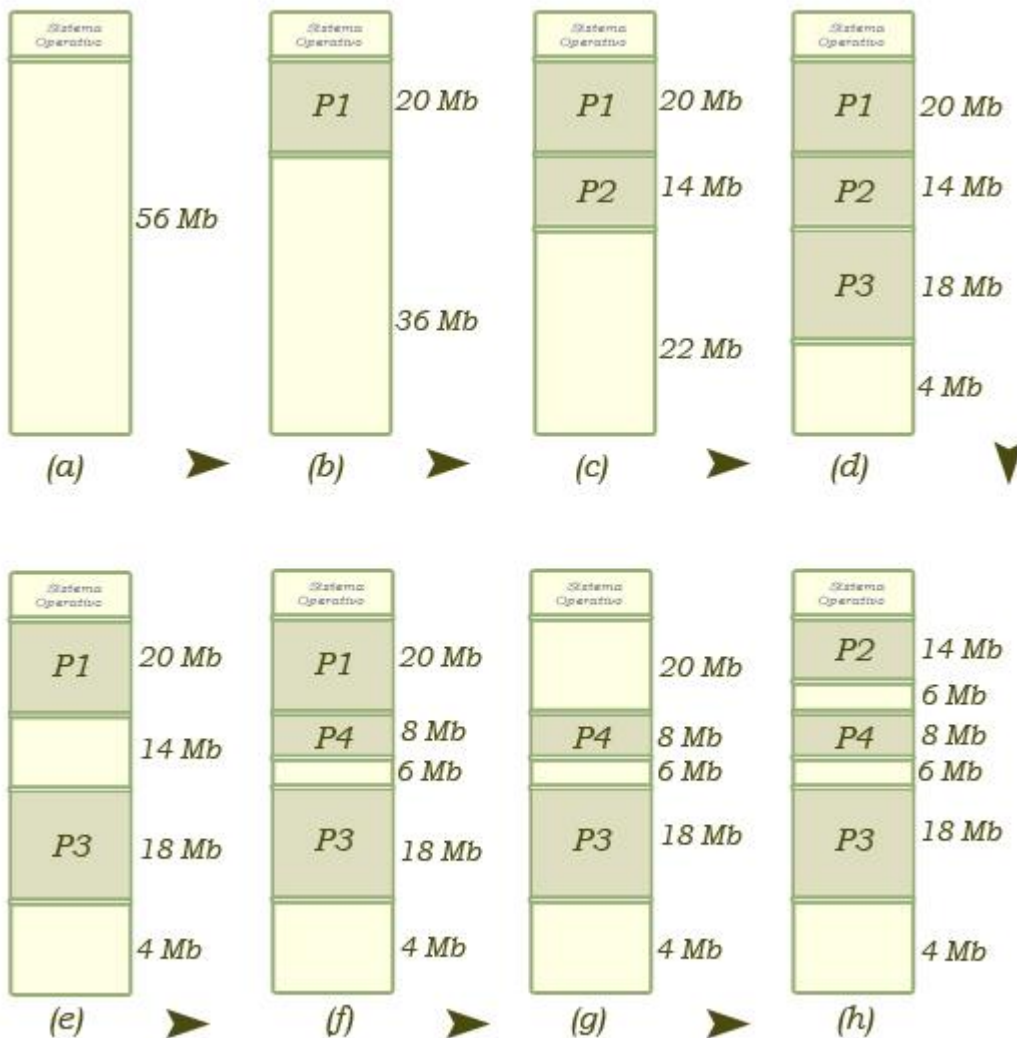 Sistema
Operativo
56 Mb
(a)
Sistema
Operativo
P1
20 Mb
36 Mb
(b)
Sistema
Operativo
P1
20 Mb
P2
14 Mb
22 Mb
(c)
Sistema
Operativo
P1
20 Mb
P2
14 Mb
P3
18 Mb
4 Mb
(d)
Sistema
Operativo
P1
20 Mb
14 Mb
P3
18 Mb
4 Mb
(e)
Sistema
Operativo
P1
20 Mb
P4
8 Mb
6 Mb
P3
18 Mb
4 Mb
(f)
Sistema
Operativo
20 Mb
P4
8 Mb
6 Mb
P3
18 Mb
4 Mb
(g)
Sistema
Operativo
P2
14 Mb
6 Mb
P4
8 Mb
6 Mb
P3
18 Mb
4 Mb
(h)